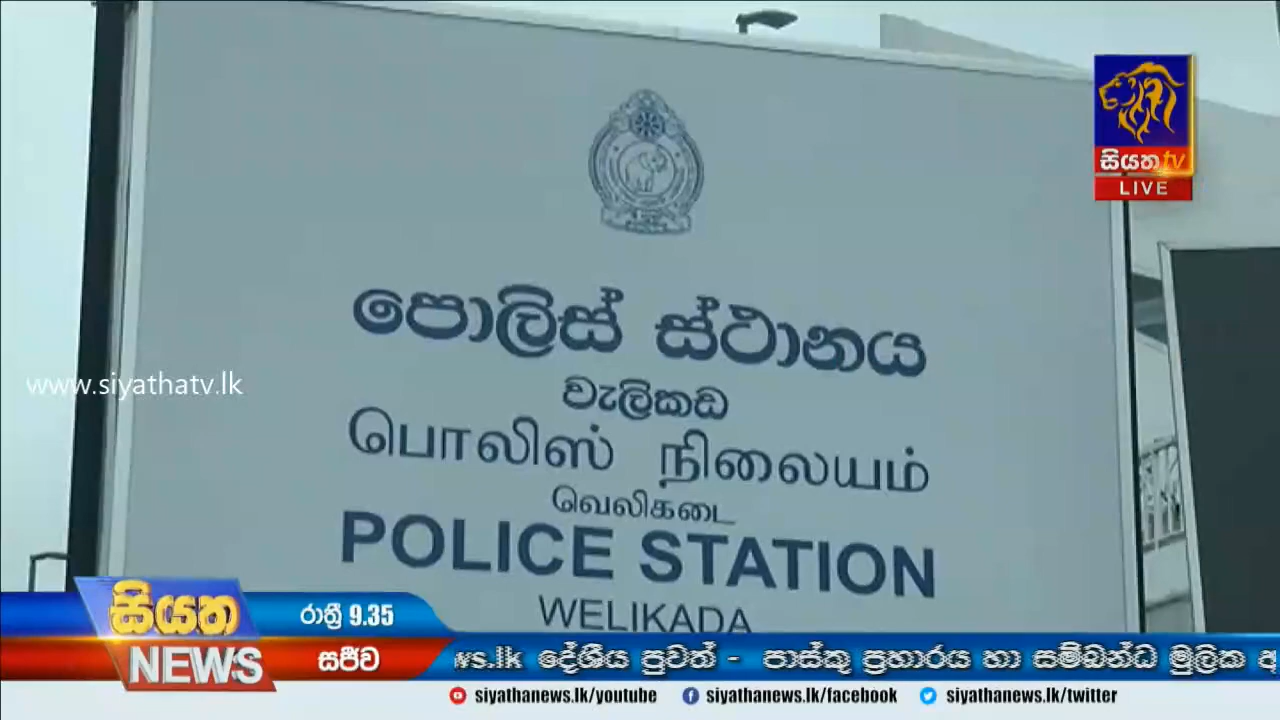 සියත tv
LIVE
පොලිස් ස්ථානය
වැලිකඩ
www.siyathatv.lk
பொலிஸ் நிலையம்
வெலிகடை
POLICE STATION
WELIKADA
සියත
NEWS
රාත්‍රී 9.35
සජීව
ws.lk දේශීය පුවත් - පාස්කු ප්‍රහාරය හා සම්බන්ධ මූලික
siyathanews.lk/youtube
siyathanews.lk/facebook
siyathanews.lk/twitter